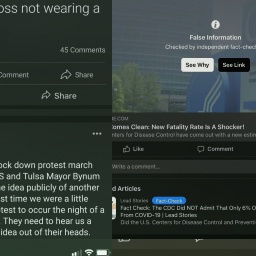 oss not wearing a
45 Comments
Comment
Share
Share
ock down protest march
S and Tulsa Mayor Bynum
e idea publicly of another
st time we were a little
test to occur the night of a
. They need to hear as a
idea out of their heads.
False Information
Checked by independent fact-check
See Why
See Link
E.COM
omes Clean: New Fatality Rate Is A Shocker!
ters for Disease Control have come out with a new estim
Like
Comment
Write a comment...
d Articles
Lead Stories
Fact-Check
Fact Check: The CDC Did NOT Admit That Only 6% O
From COVID-19 | Lead Stories
Did the U.S. Centers for Disease Control and Preventi